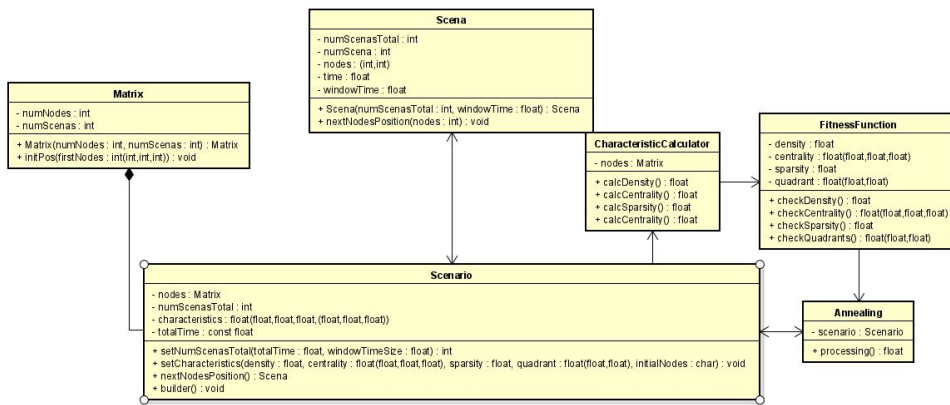 Scena
- numScenasTotal : int
- numScena : int
- nodes : (int,int)
- time : float
- windowTime : float
+ Scena(numScenasTotal : int, windowTime : float) : Scena
+ nextNodesPosition(nodes : int) : void
Matrix
- numNodes : int
- numScenas : int
+ Matrix(numNodes : int, numScenas : int) : Matrix
+ initPos(firstNodes : int(int,int,int)) : void
CharacteristicCalculator
- nodes : Matrix
+ calcDensity() : float
+ calcCentrality() : float
+ calcSparsity() : float
+ calcCentrality() : float
FitnessFunction
- density : float
- centrality : float(float,float,float)
- sparsity : float
- quadrant : float(float,float)
+ checkDensity() : float
+ checkCentrality() : float(float,float,float)
+ checkSparsity() : float
+ checkQuadrants() : float(float,float)
Scenario
- nodes : Matrix
- numScenasTotal : int
- characteristics : float(float,float,float,(float,float,float))
- totalTime : const float
+ setNumScenasTotal(totalTime : float, windowTimeSize : float) : int
+ setCharacteristics(density : float, centrality : float(float,float,float), sparsity : float, quadrant : float(float,float), initialNodes : char) : void
+ nextNodesPosition() : Scena
+ builder() : void
Annealing
- scenario : Scenario
+ processing() : float